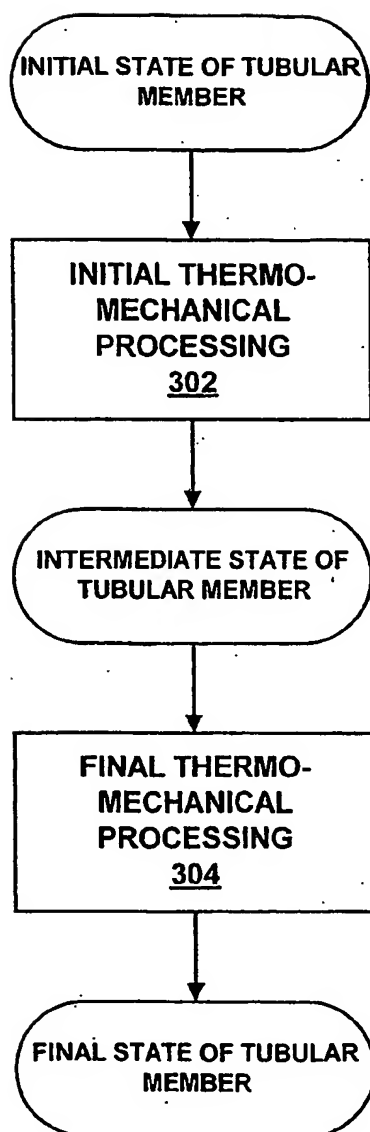 INITIAL STATE OF TUBULAR
MEMBER
INITIAL THERMO-
MECHANICAL
PROCESSING
302
INTERMEDIATE STATE OF
TUBULAR MEMBER
FINAL THERMO-
MECHANICAL
PROCESSING
304
FINAL STATE OF TUBULAR
MEMBER